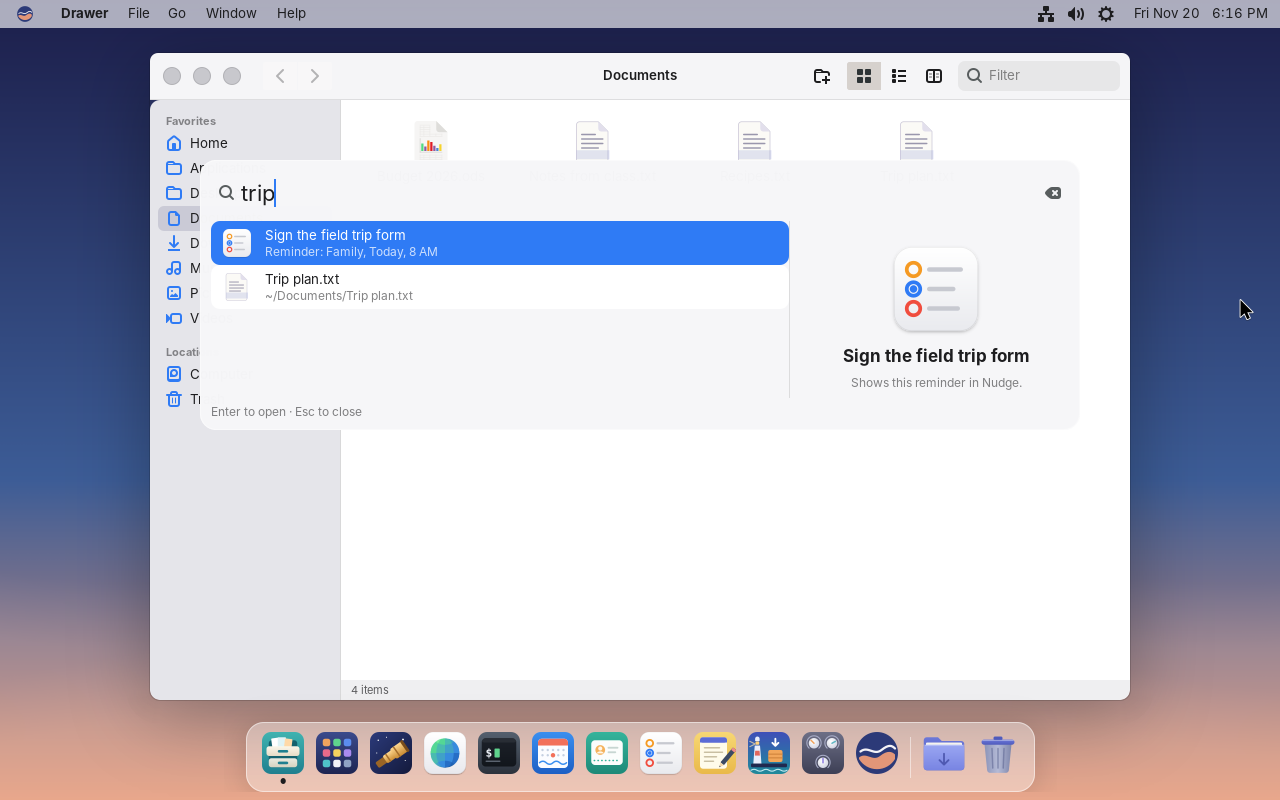 Drawer File Go Window Help Fri Nov 20 6:16 PM
Documents
Filter
Favorites
Home
trip
Sign the field trip form
Reminder: Family, Today, 8 AM
Trip plan.txt
~/Documents/Trip plan.txt
Sign the field trip form
Shows this reminder in Nudge.
Enter to open · Esc to close
4 items